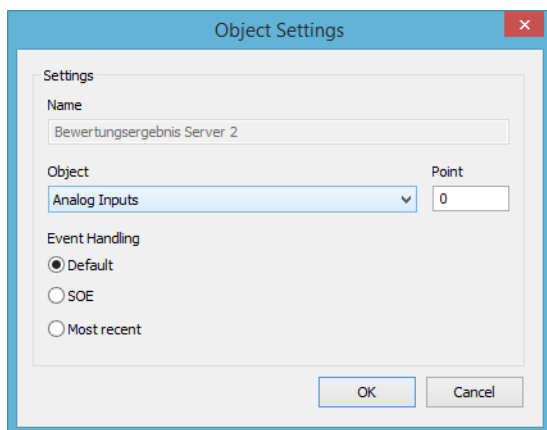 Object Settings
Settings
Name
Bewertungsergebnis Server 2
Object
Point
Analog Inputs
0
Event Handling
Default
SOE
Most recent
OK
Cancel